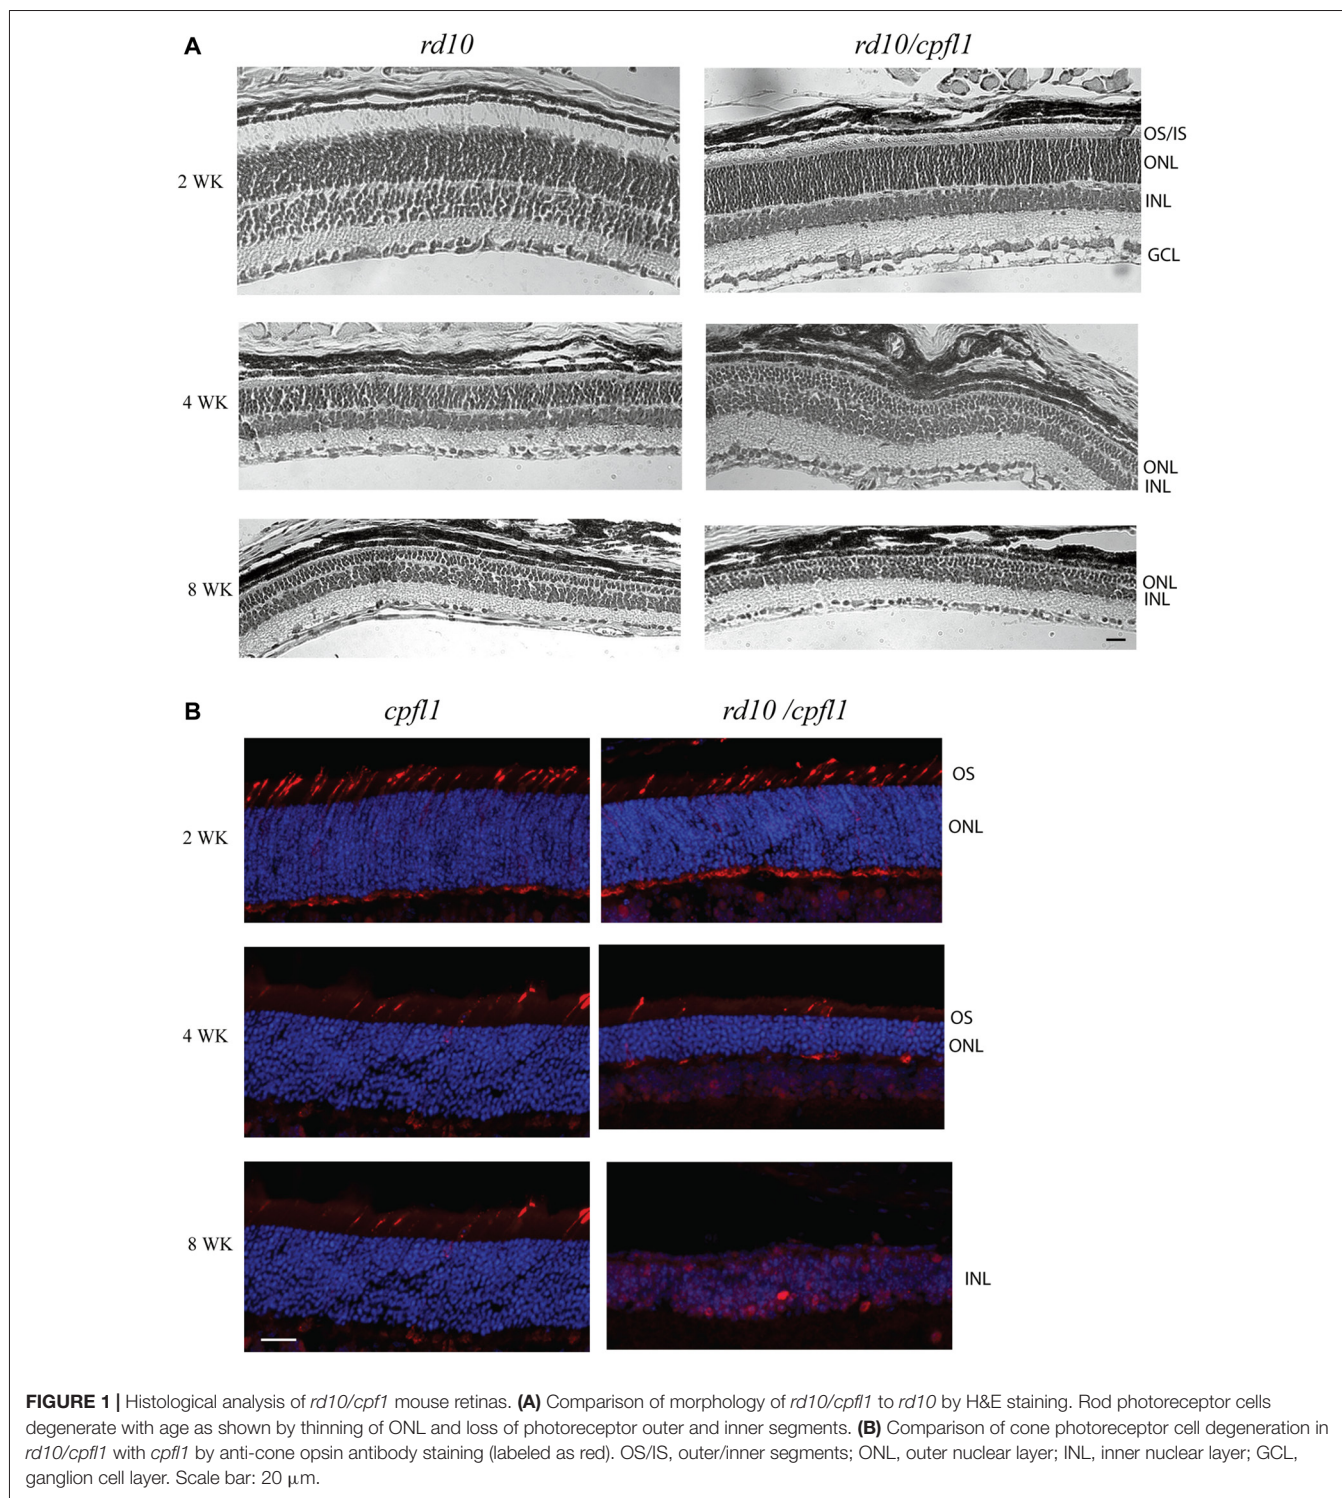 A
rd10
rd10/cpfl1
2 WK
OS/IS
ONL
INL
GCL
4 WK
ONL
INL
8 WK
ONL
INL
B
cpfl1
rd10 /cpfl1
2 WK
OS
ONL
4 WK
OS
ONL
8 WK
INL
FIGURE 1 | Histological analysis of rd10/cpf1 mouse retinas. (A) Comparison of morphology of rd10/cpfl1 to rd10 by H&E staining. Rod photoreceptor cells
degenerate with age as shown by thinning of ONL and loss of photoreceptor outer and inner segments. (B) Comparison of cone photoreceptor cell degeneration in
rd10/cpfl1 with cpfl1 by anti-cone opsin antibody staining (labeled as red). OS/IS, outer/inner segments; ONL, outer nuclear layer; INL, inner nuclear layer; GCL,
ganglion cell layer. Scale bar: 20 μm.